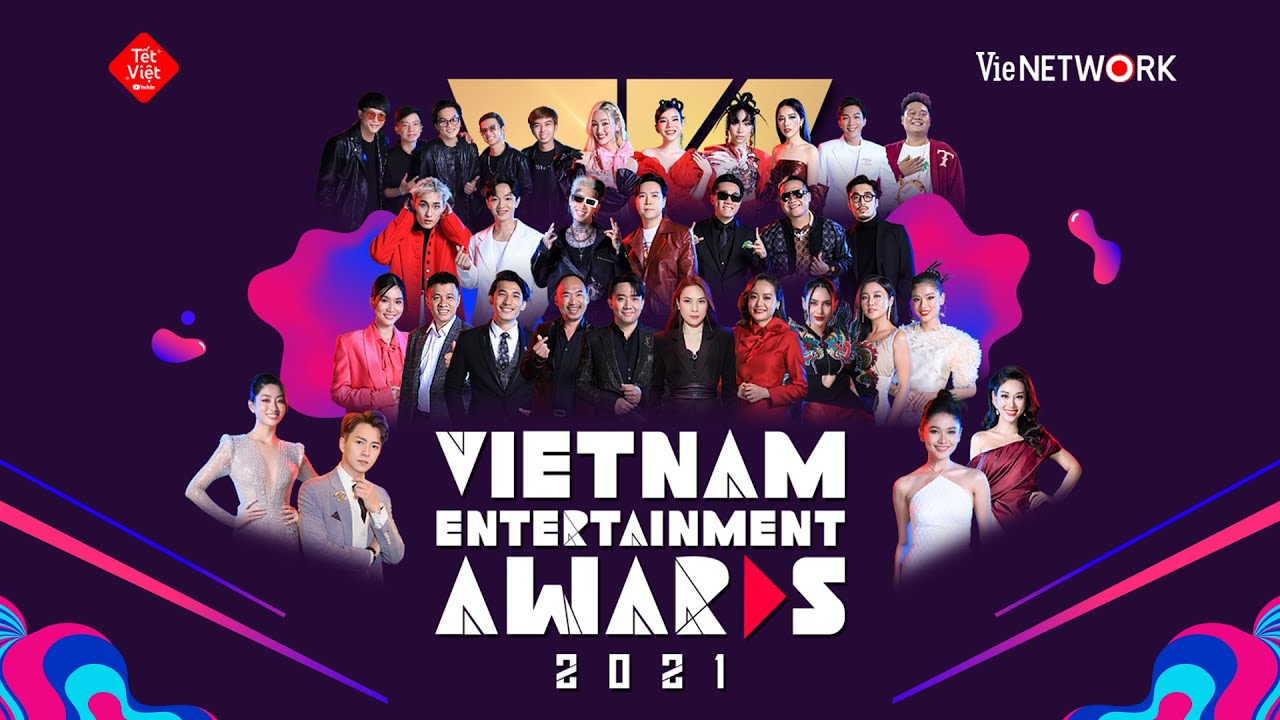 Tết
Việt
YouTube
VieNETWORK
VIETNAM
ENTERTAINMENT
AWARDS
2021